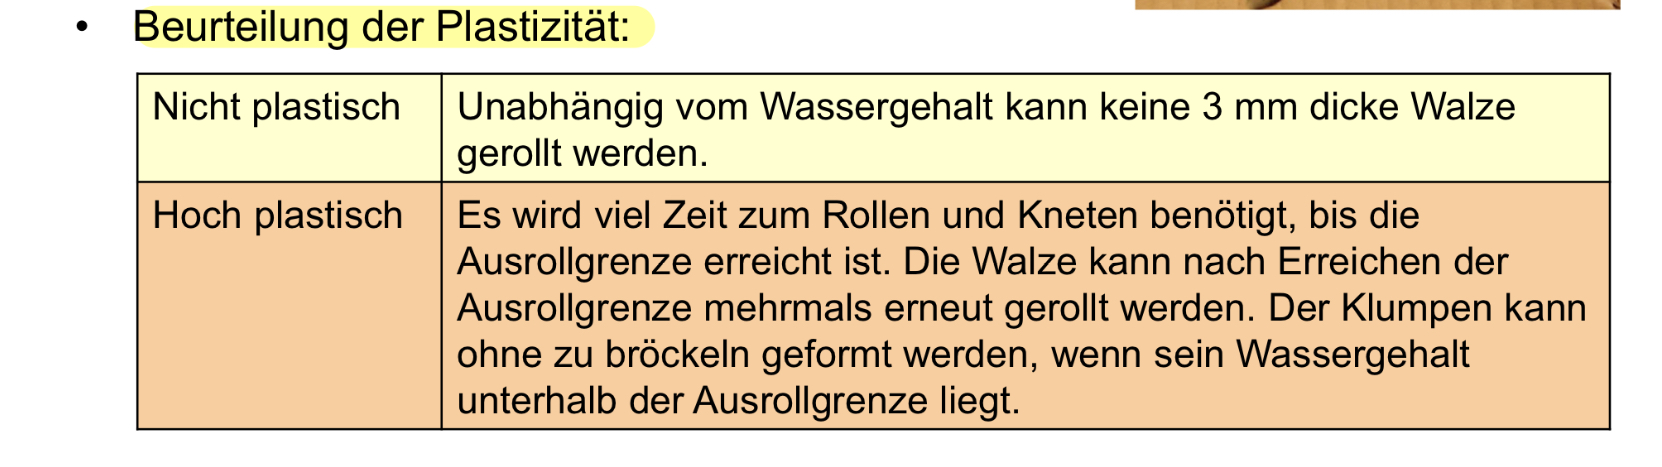 • Beurteilung der Plastizität:
Nicht plastisch
Unabhängig vom Wassergehalt kann keine 3 mm dicke Walze
gerollt werden.
Hoch plastisch
Es wird viel Zeit zum Rollen und Kneten benötigt, bis die
Ausrollgrenze erreicht ist. Die Walze kann nach Erreichen der
Ausrollgrenze mehrmals erneut gerollt werden. Der Klumpen kann
ohne zu bröckeln geformt werden, wenn sein Wassergehalt
unterhalb der Ausrollgrenze liegt.